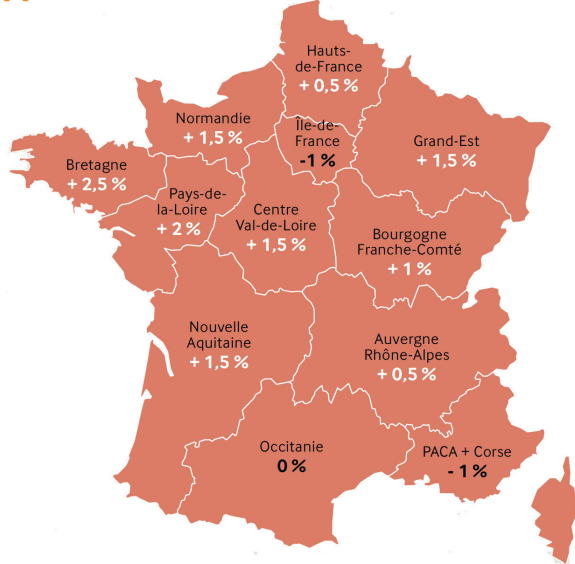 Hauts-
de-France
+ 0,5 %
Normandie
+ 1,5 %
Île-de-
France
-1 %
Grand-Est
+ 1,5 %
Bretagne
+ 2,5 %
Pays-de-
la-Loire
+ 2 %
Centre
Val-de-Loire
+ 1,5 %
Bourgogne
Franche-Comté
+ 1 %
Nouvelle
Aquitaine
+ 1,5 %
Auvergne
Rhône-Alpes
+ 0,5 %
Occitanie
0 %
PACA + Corse
- 1 %